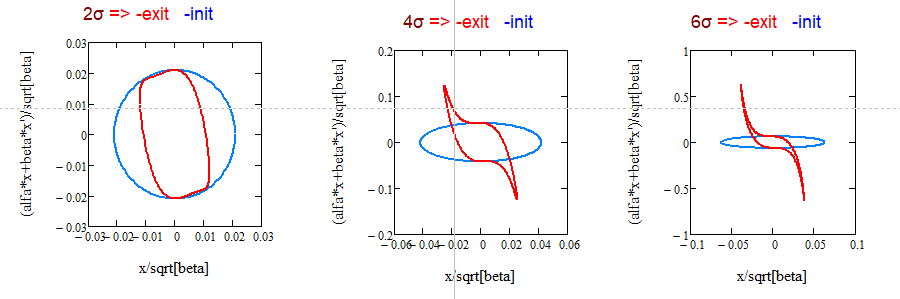 2σ => -exit -init
4σ => -exit -init
6σ => -exit -init
(alfa*x+beta*x')/sqrt[beta]
0.03
0.02
0.01
0
−0.01
−0.02
−0.03
−0.03 −0.02 −0.01 0 0.01 0.02 0.03
x/sqrt[beta]
(alfa*x+beta*x')/sqrt[beta]
0.2
0.1
0
−0.1
−0.2
−0.06 −0.04 −0.02 0 0.02 0.04 0.06
x/sqrt[beta]
(alfa*x+beta*x')/sqrt[beta]
1
0.5
0
−0.5
−1
−0.1 −0.05 0 0.05 0.1
x/sqrt[beta]